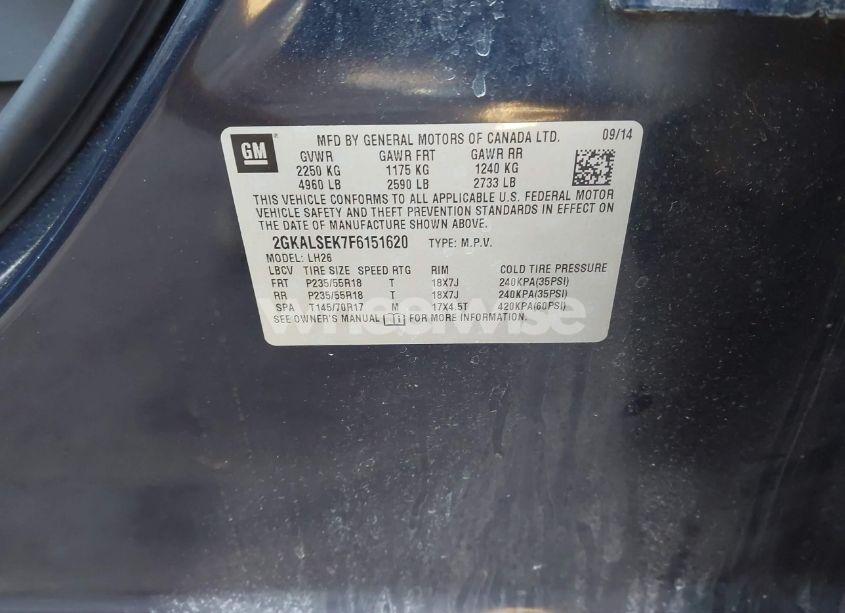 GM
MFD BY GENERAL MOTORS OF CANADA LTD. 09/14
GVWR GAWR FRT GAWR RR
2250 KG 1175 KG 1240 KG
4960 LB 2590 LB 2733 LB
THIS VEHICLE CONFORMS TO ALL APPLICABLE U.S. FEDERAL MOTOR
VEHICLE SAFETY AND THEFT PREVENTION STANDARDS IN EFFECT ON
THE DATE OF MANUFACTURE SHOWN ABOVE.
2GKALSEK7F6151620 TYPE: M.P.V.
MODEL: LH26
LBCV TIRE SIZE SPEED RTG RIM COLD TIRE PRESSURE
FRT P235/55R18 T 18X7J 240KPA(35PSI)
RR P235/55R18 T 18X7J 240KPA(35PSI)
SPA T145/70R17 M 17X4.5T 420KPA(60PSI)
SEE OWNER'S MANUAL FOR MORE INFORMATION.